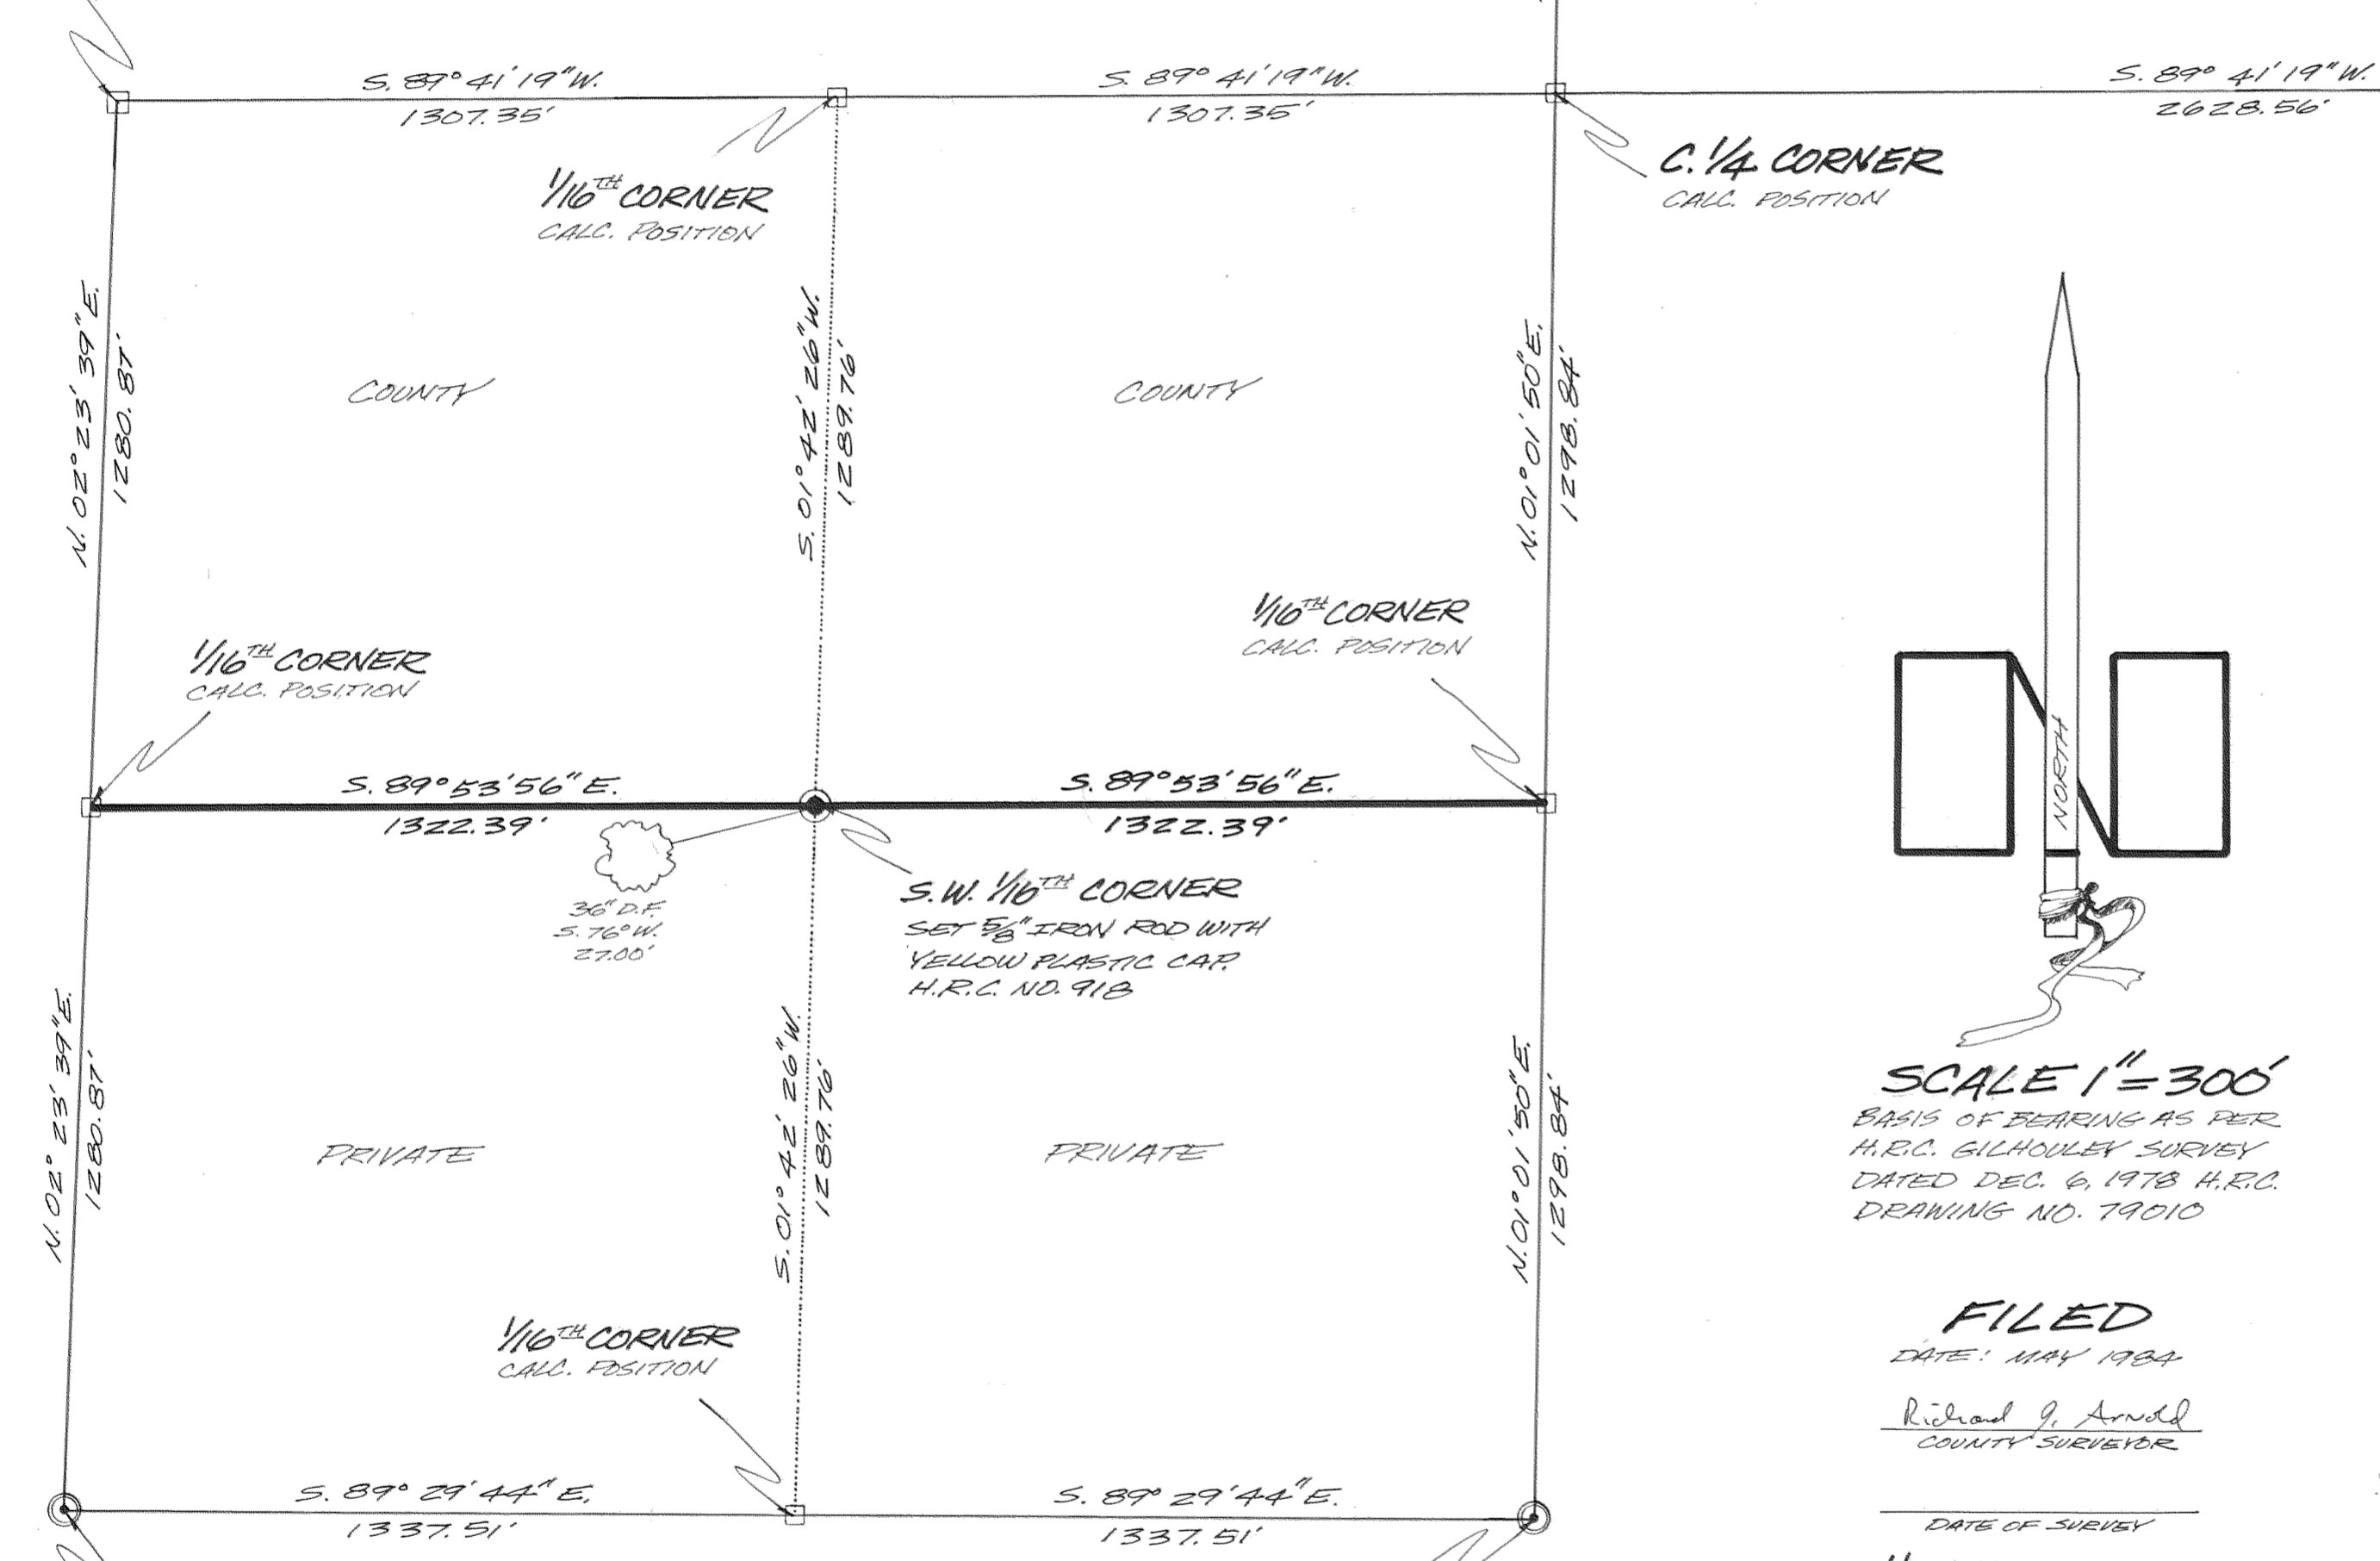 S. 89° 41' 19" W.
1307.35'
S. 89° 41' 19" W.
1307.35'
S. 89° 41' 19" W.
2628.56'
1/16TH CORNER
CALC. POSITION
C. 1/4 CORNER
CALC. POSITION
N. 02° 23' 39" E.
1280.87'
S. 01° 42' 26" W.
1289.76'
N. 01° 01' 50" E.
1298.84'
COUNTY
COUNTY
1/16TH CORNER
CALC. POSITION
1/16TH CORNER
CALC. POSITION
S. 89° 53' 56" E.
1322.39'
S. 89° 53' 56" E.
1322.39'
36" D.F.
S. 76° W.
27.00'
S.W. 1/16TH CORNER
SET 5/8" IRON ROD WITH
YELLOW PLASTIC CAP.
H.R.C. NO. 918
NORTH
N. 02° 23' 39" E.
1280.87'
S. 01° 42' 26" W.
1289.76'
N. 01° 01' 50" E.
1298.84'
PRIVATE
PRIVATE
1/16TH CORNER
CALC. POSITION
S. 89° 29' 44" E.
1337.51'
S. 89° 29' 44" E.
1337.51'
SCALE 1" = 300'
BASIS OF BEARING AS PER
H.R.C. GILHOULEY SURVEY
DATED DEC. 6, 1978 H.R.C.
DRAWING NO. 79010
FILED
DATE: MAY 1984
Richard J. Arnold
COUNTY SURVEYOR
DATE OF SURVEY